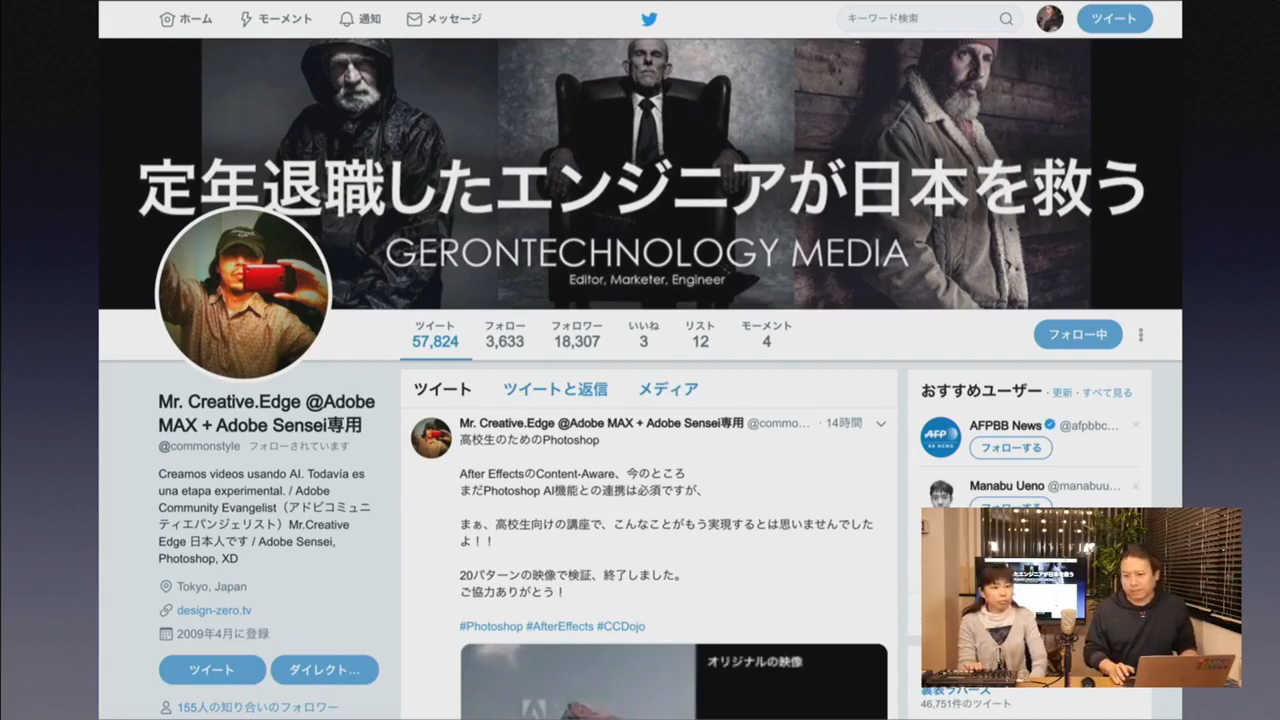 ホーム
モーメント
通知
メッセージ
キーワード検索
ツイート
定年退職したエンジニアが日本を救う
GERONTECHNOLOGY MEDIA
Editor, Marketer, Engineer
ツイート
57,824
フォロー
3,633
フォロワー
18,307
いいね
3
リスト
12
モーメント
4
フォロー中
Mr. Creative.Edge @Adobe
MAX + Adobe Sensei専用
@commonstyle フォローされています
Creamos videos usando AI. Todavía es
una etapa experimental. / Adobe
Community Evangelist（アドビコミュニ
ティエバンジェリスト）Mr.Creative
Edge 日本人です / Adobe Sensei,
Photoshop, XD
Tokyo, Japan
design-zero.tv
2009年4月に登録
ツイート
ダイレクト...
155人の知り合いのフォロワー
ツイート
ツイートと返信
メディア
Mr. Creative.Edge @Adobe MAX + Adobe Sensei専用 @commo... · 14時間
高校生のためのPhotoshop
After EffectsのContent-Aware、今のところ
まだPhotoshop AI機能との連携は必須ですが、
まぁ、高校生向けの講座で、こんなことがもう実現するとは思いませんでした
よ！！
20パターンの映像で検証、終了しました。
ご協力ありがとう！
#Photoshop #AfterEffects #CCDojo
オリジナルの映像
おすすめユーザー · 更新 · すべて見る
AFP
AFPBB News @afpbbc...
フォローする
Manabu Ueno @manabuu...
46,751件のツイート